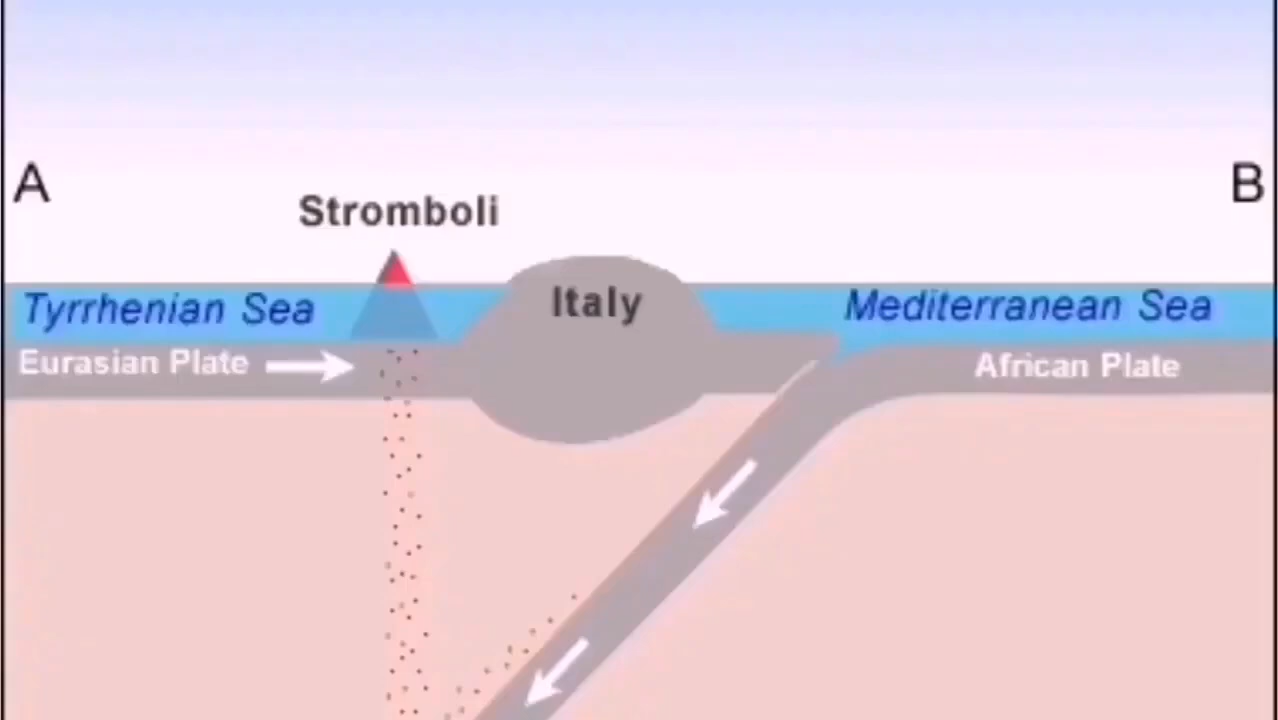 A
B
Stromboli
Italy
Tyrrhenian Sea
Mediterranean Sea
Eurasian Plate
African Plate